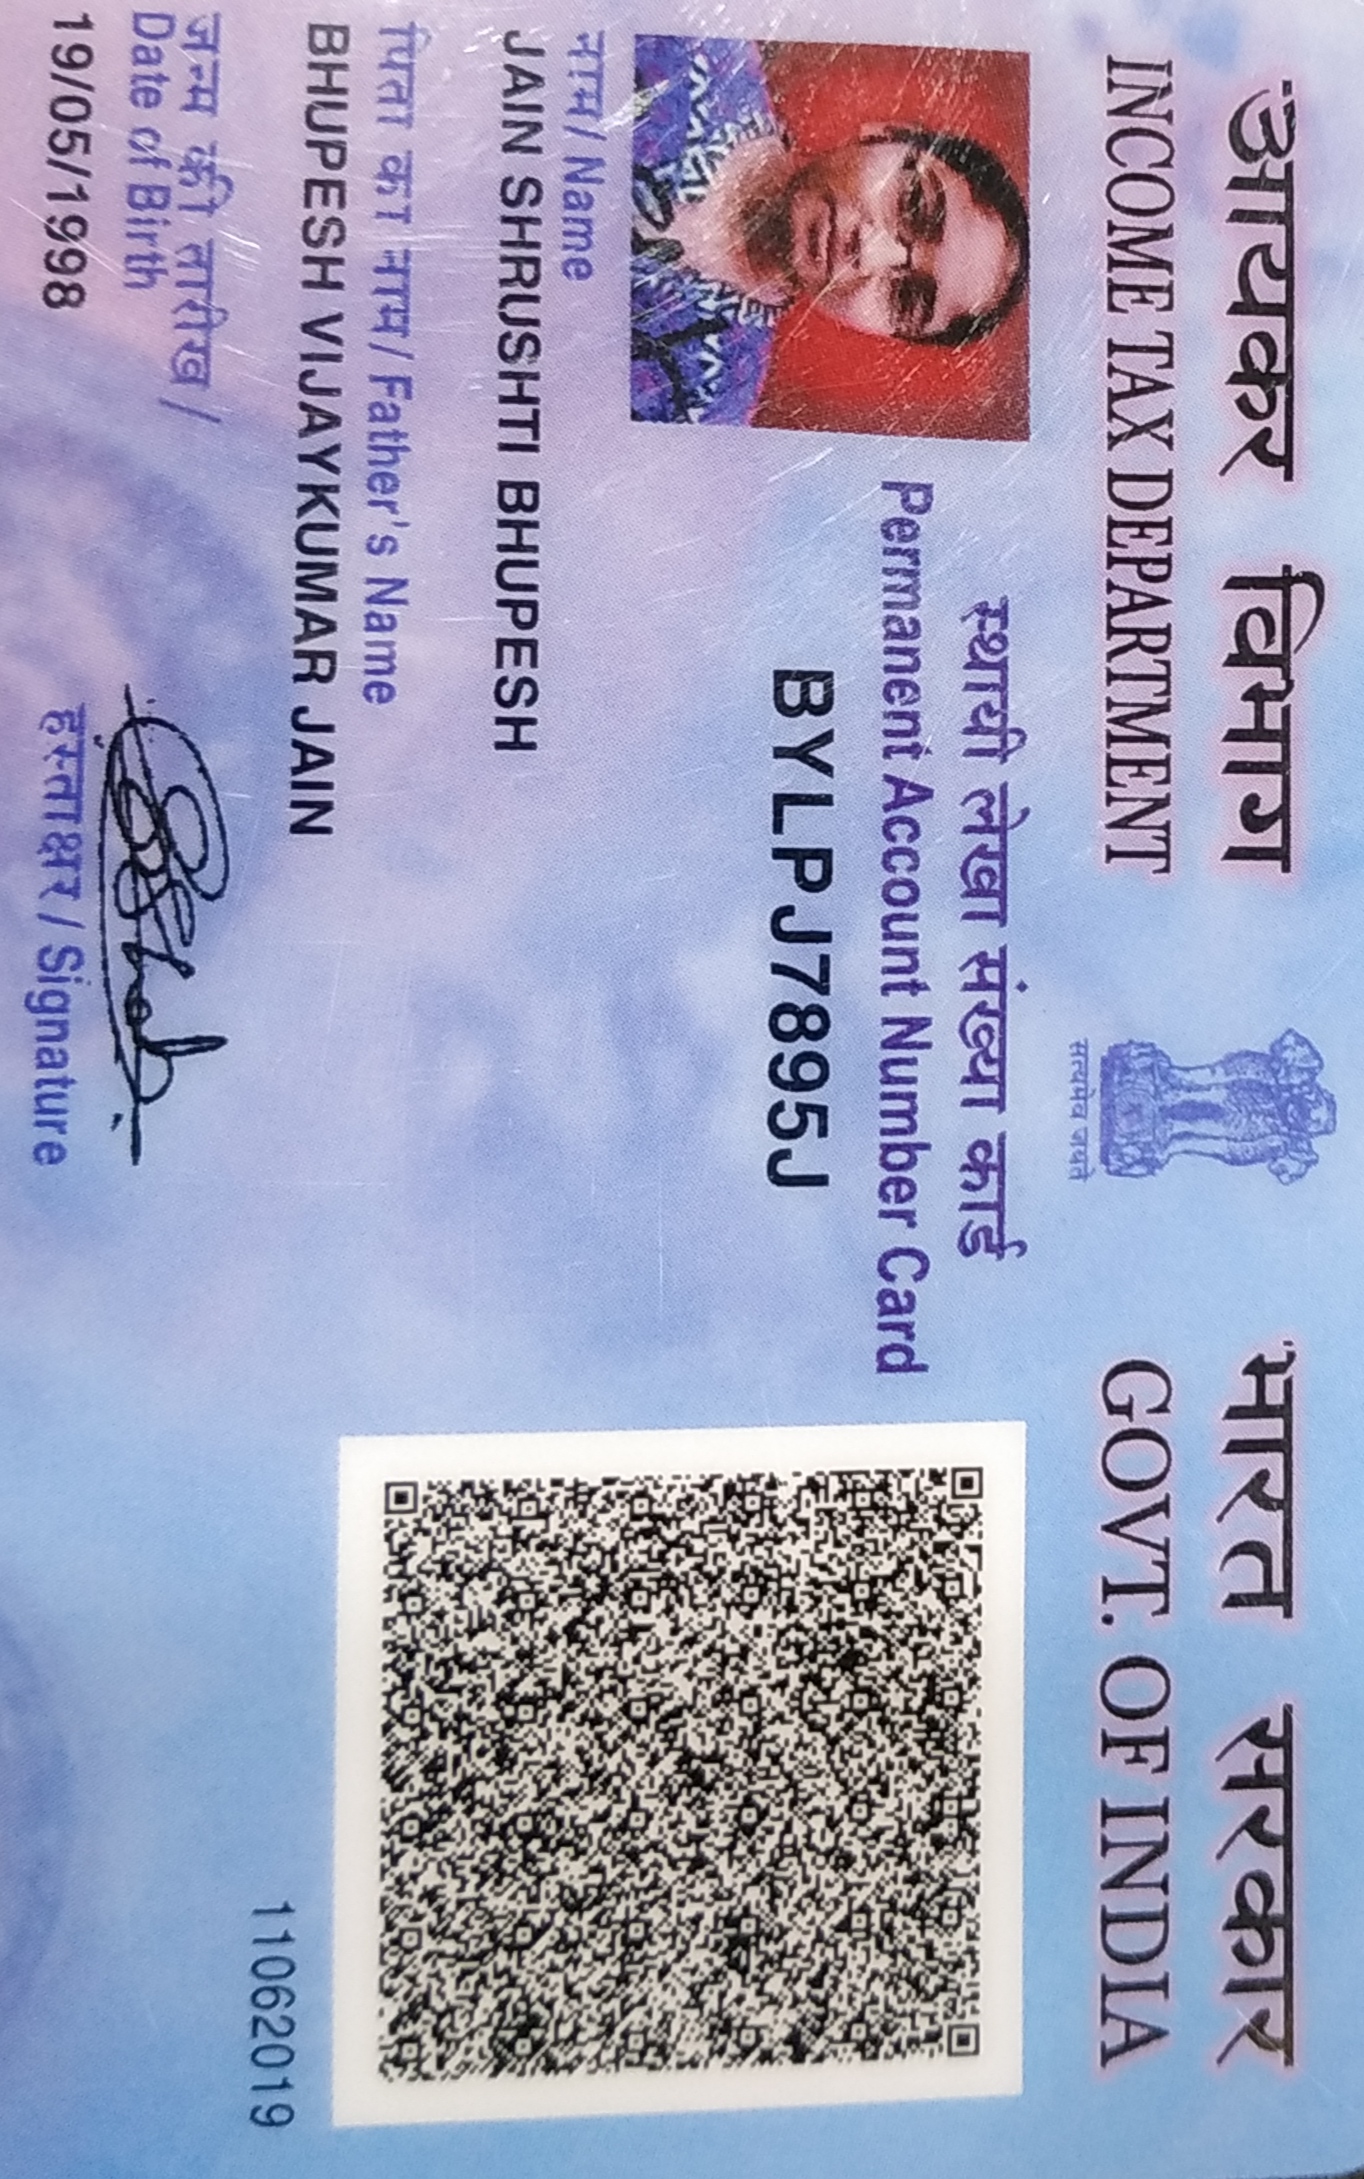 आयकर विभाग
INCOME TAX DEPARTMENT
सत्यमेव जयते
भारत सरकार
GOVT. OF INDIA
स्थायी लेखा संख्या कार्ड
Permanent Account Number Card
BYLPJ7895J
नाम / Name
JAIN SHRUSHTI BHUPESH
पिता का नाम / Father's Name
BHUPESH VIJAYKUMAR JAIN
जन्म की तारीख /
Date of Birth
19/05/1998
हस्ताक्षर / Signature
11062019